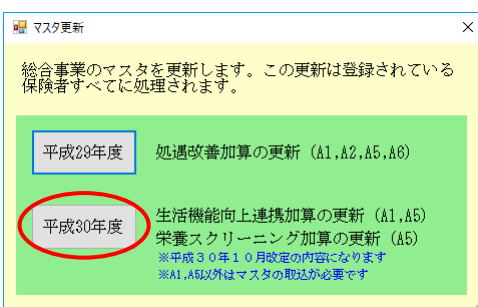 マスタ更新
総合事業のマスタを更新します。この更新は登録されている
保険者すべてに処理されます。
平成29年度 処遇改善加算の更新（A1,A2,A5,A6）
平成30年度 生活機能向上連携加算の更新（A1,A5）
栄養スクリーニング加算の更新（A5）
※平成３０年１０月改定の内容になります
※A1,A5以外はマスタの取込が必要です